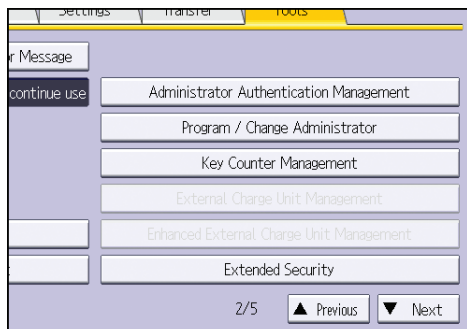 Settings Transfer Tools
r Message
continue use
Administrator Authentication Management
Program / Change Administrator
Key Counter Management
External Charge Unit Management
Enhanced External Charge Unit Management
Extended Security
2/5 ▲ Previous ▼ Next